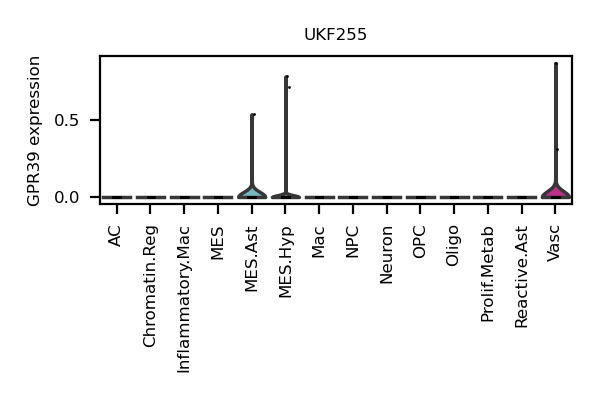 UKF255
GPR39 expression
0.5
0.0
AC
Chromatin.Reg
Inflammatory.Mac
MES
MES.Ast
MES.Hyp
Mac
NPC
Neuron
OPC
Oligo
Prolif.Metab
Reactive.Ast
Vasc